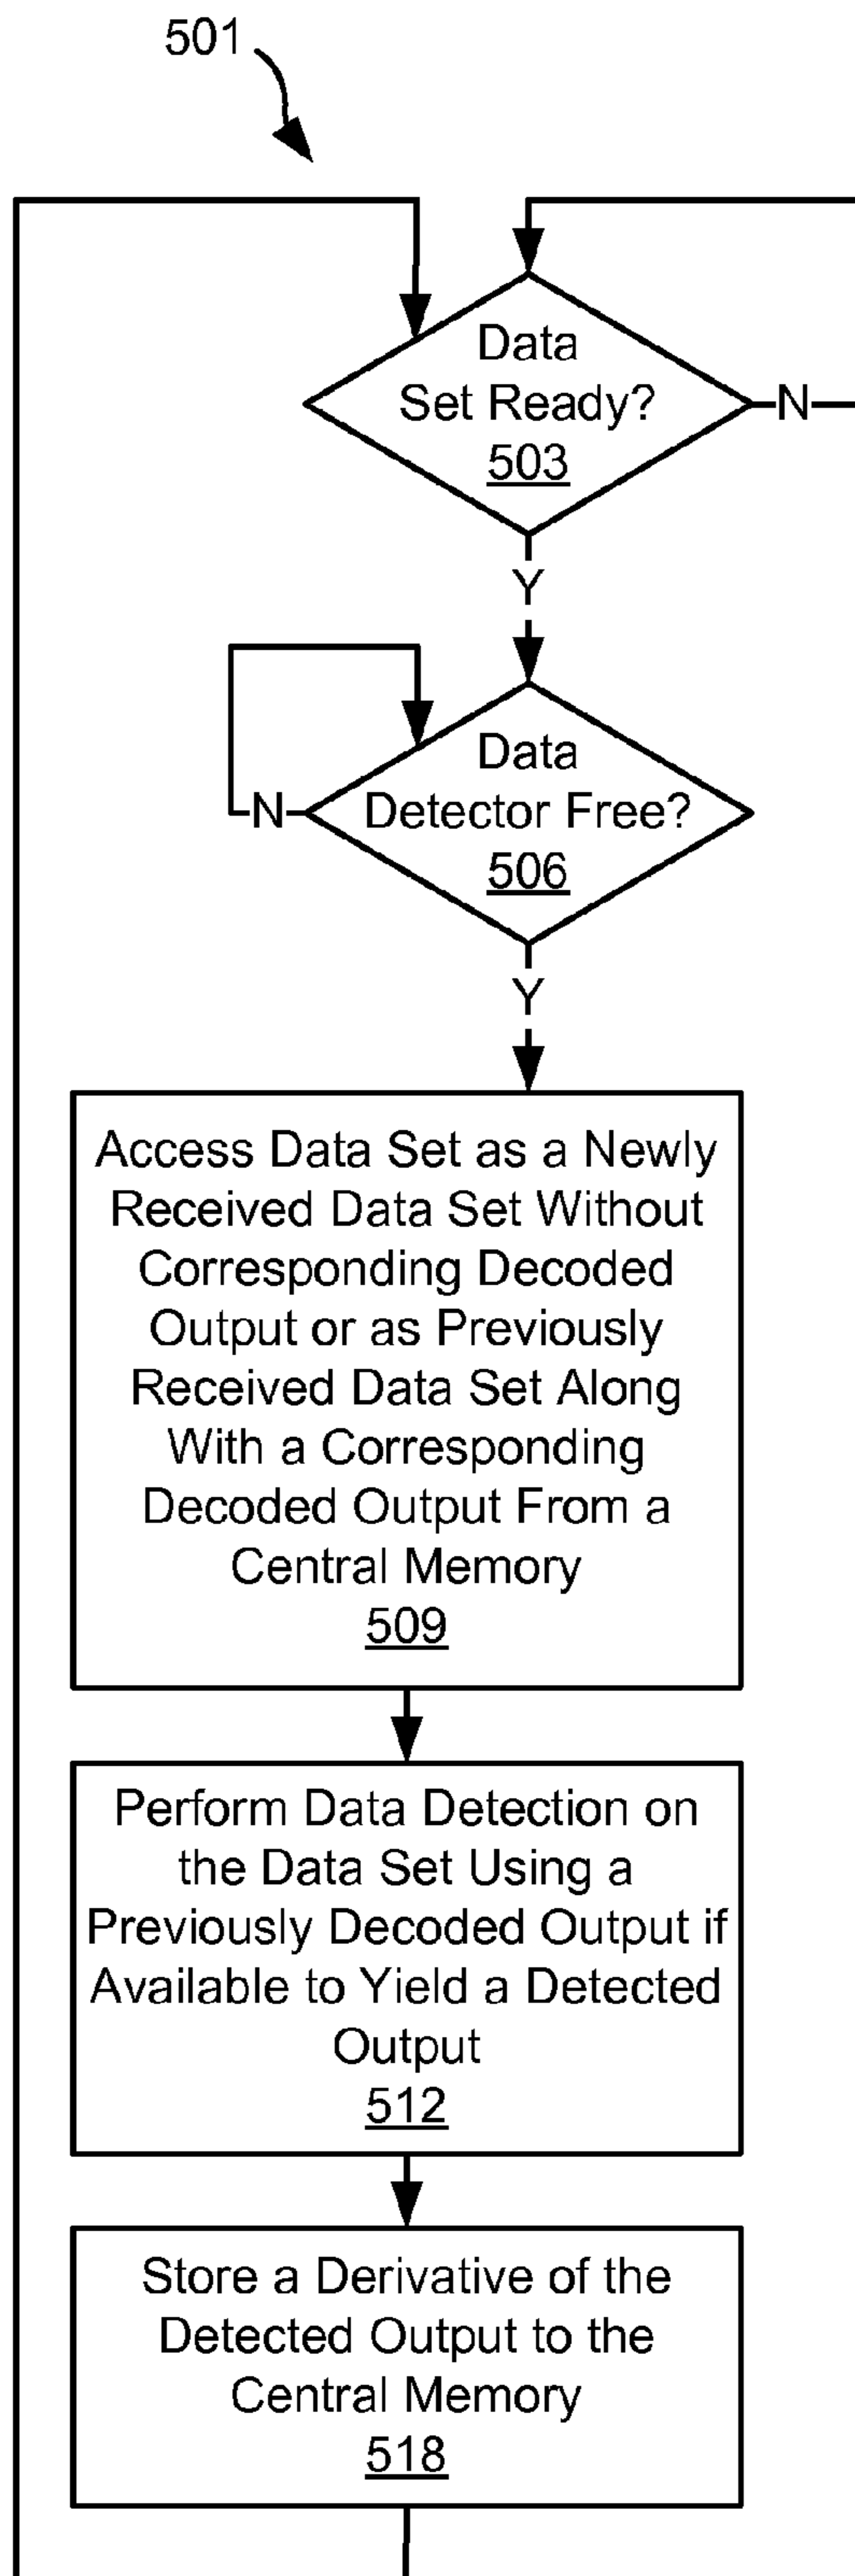 501
Data
Set Ready?
503
N
Y
Data
Detector Free?
506
N
Y
Access Data Set as a Newly
Received Data Set Without
Corresponding Decoded
Output or as Previously
Received Data Set Along
With a Corresponding
Decoded Output From a
Central Memory
509
Perform Data Detection on
the Data Set Using a
Previously Decoded Output if
Available to Yield a Detected
Output
512
Store a Derivative of the
Detected Output to the
Central Memory
518